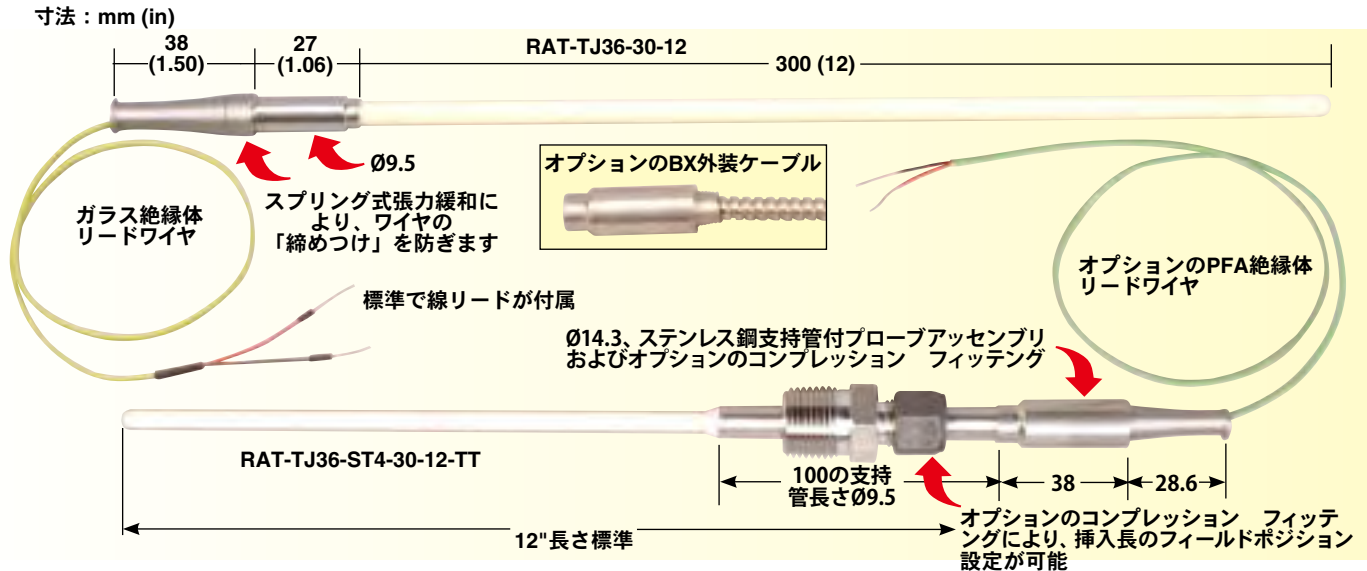 寸法：mm (in)
38
(1.50)
27
(1.06)
RAT-TJ36-30-12
300 (12)
Ø9.5
スプリング式張力緩和に
より、ワイヤの
「締めつけ」を防ぎます
ガラス絶縁体
リードワイヤ
オプションのBX外装ケーブル
オプションのPFA絶縁体
リードワイヤ
標準で線リードが付属
Ø14.3、ステンレス鋼支持管付プローブアッセンブリ
およびオプションのコンプレッション　フィッテング
RAT-TJ36-ST4-30-12-TT
100の支持
管長さØ9.5
38
28.6
12"長さ標準
オプションのコンプレッション　フィッテ
ングにより、挿入長のフィールドポジション
設定が可能